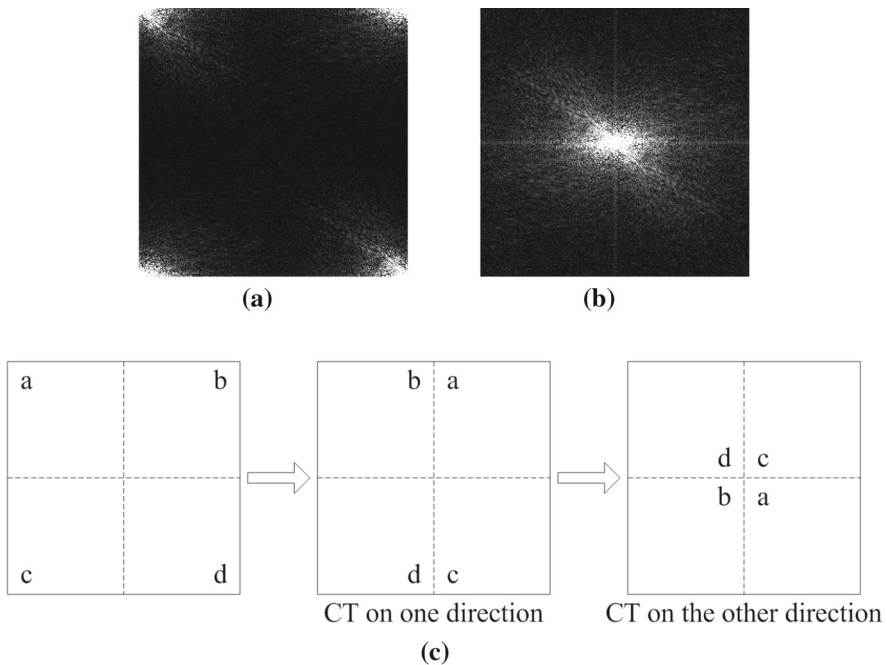 (a)
(b)
a b
b a
d c
b a
c d
d c
CT on one direction
CT on the other direction
(c)